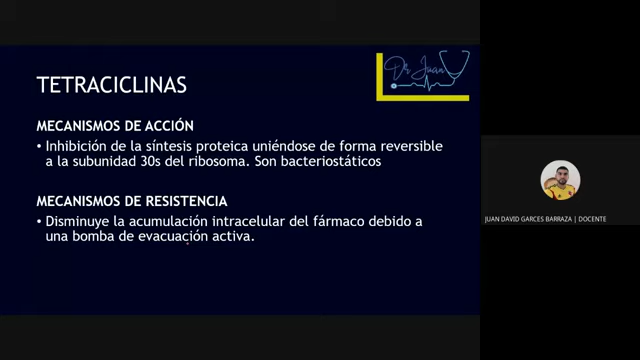 Dr Juan
TETRACICLINAS
MECANISMOS DE ACCIÓN
• Inhibición de la síntesis proteica uniéndose de forma reversible
a la subunidad 30s del ribosoma. Son bacteriostáticos
MECANISMOS DE RESISTENCIA
• Disminuye la acumulación intracelular del fármaco debido a
una bomba de evacuación activa.
JUAN DAVID GARCES BARRAZA | DOCENTE